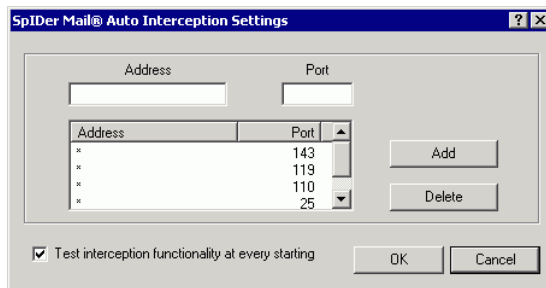 SpIDer Mail® Auto Interception Settings
Address Port
Address Port
* 143
* 119
* 110
* 25
Add
Delete
Test interception functionality at every starting
OK Cancel